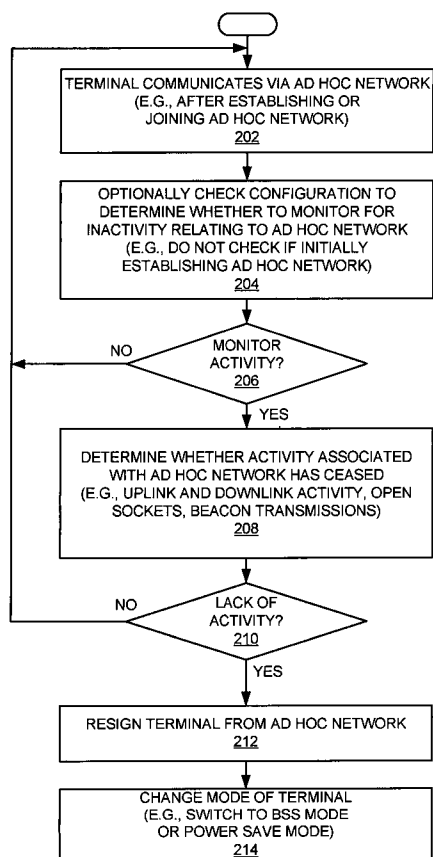 TERMINAL COMMUNICATES VIA AD HOC NETWORK
(E.G., AFTER ESTABLISHING OR
JOINING AD HOC NETWORK)
202
OPTIONALLY CHECK CONFIGURATION TO
DETERMINE WHETHER TO MONITOR FOR
INACTIVITY RELATING TO AD HOC NETWORK
(E.G., DO NOT CHECK IF INITIALLY
ESTABLISHING AD HOC NETWORK)
204
NO
MONITOR
ACTIVITY?
206
YES
DETERMINE WHETHER ACTIVITY ASSOCIATED
WITH AD HOC NETWORK HAS CEASED
(E.G., UPLINK AND DOWNLINK ACTIVITY, OPEN
SOCKETS, BEACON TRANSMISSIONS)
208
NO
LACK OF
ACTIVITY?
210
YES
RESIGN TERMINAL FROM AD HOC NETWORK
212
CHANGE MODE OF TERMINAL
(E.G., SWITCH TO BSS MODE
OR POWER SAVE MODE)
214